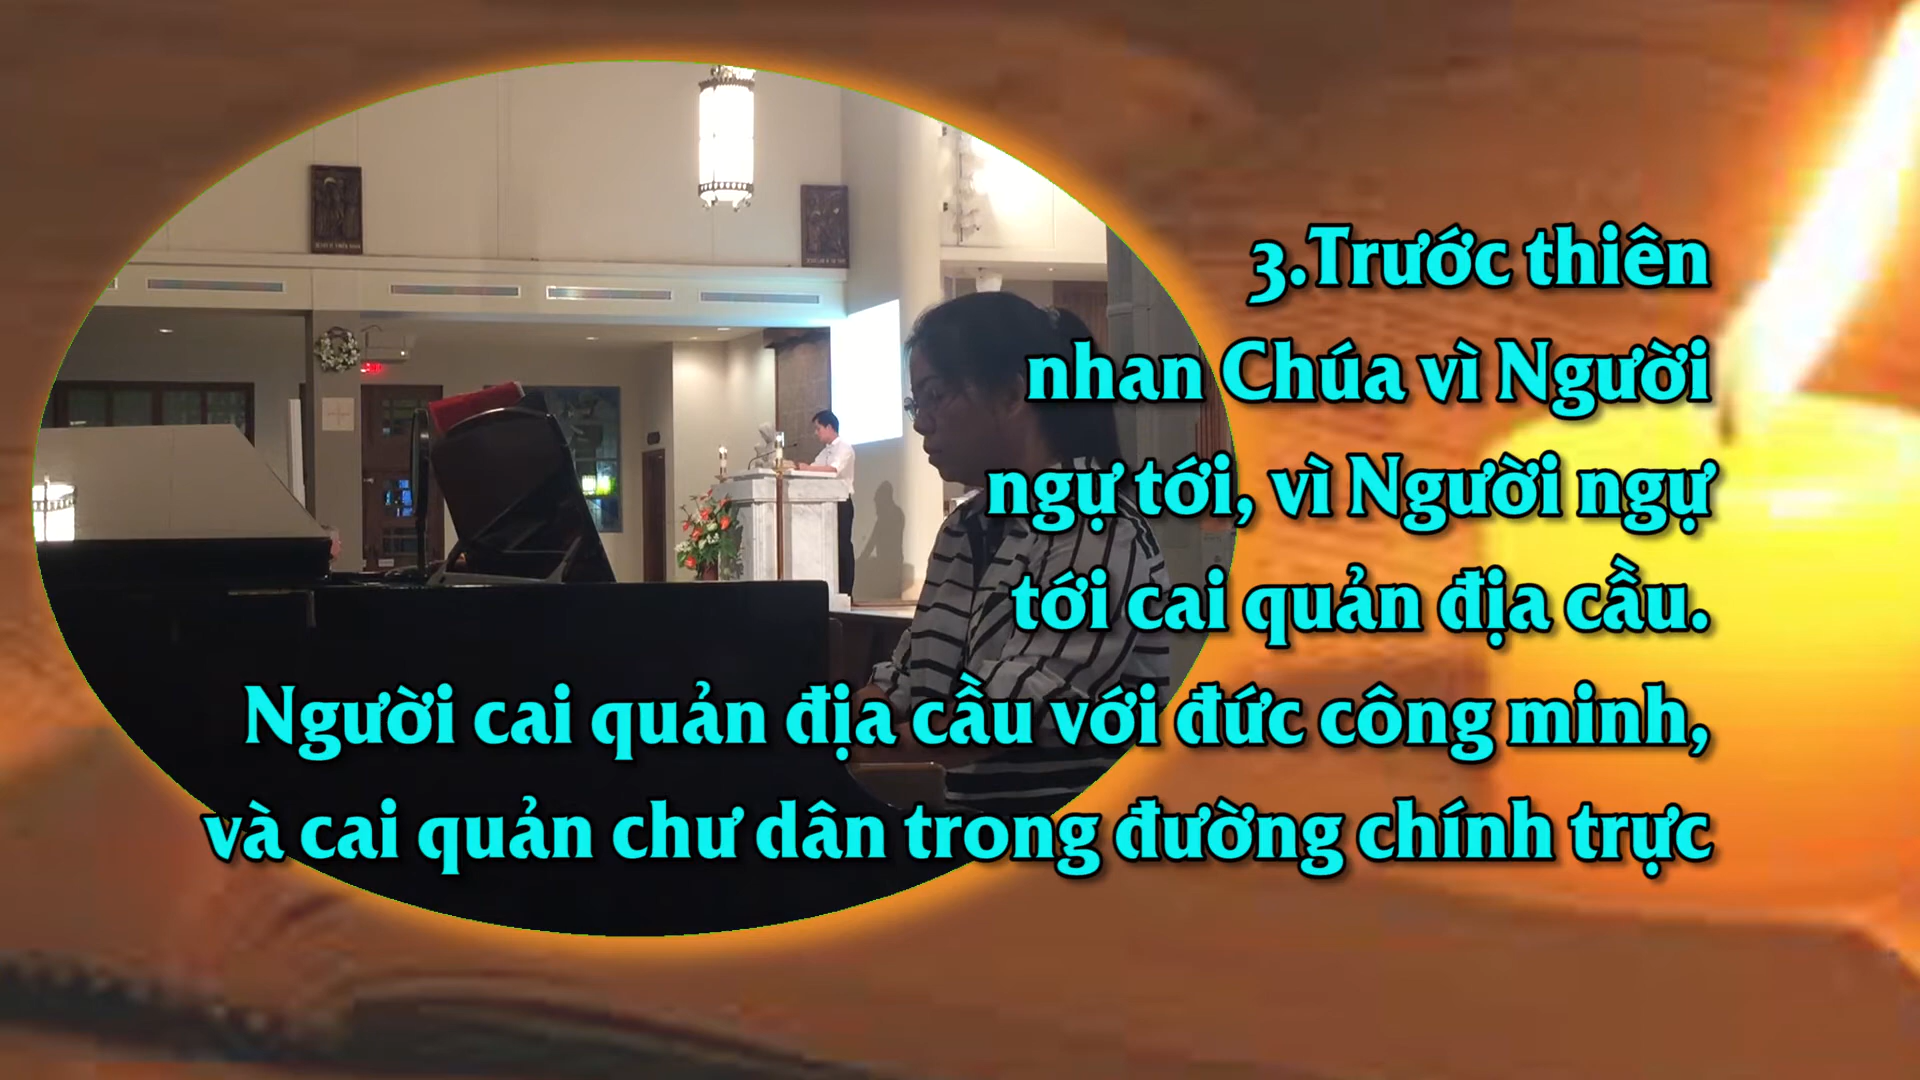 3.Trước thiên
nhan Chúa vì Người
ngự tới, vì Người ngự
tới cai quản địa cầu.
Người cai quản địa cầu với đức công minh,
và cai quản chư dân trong đường chính trực